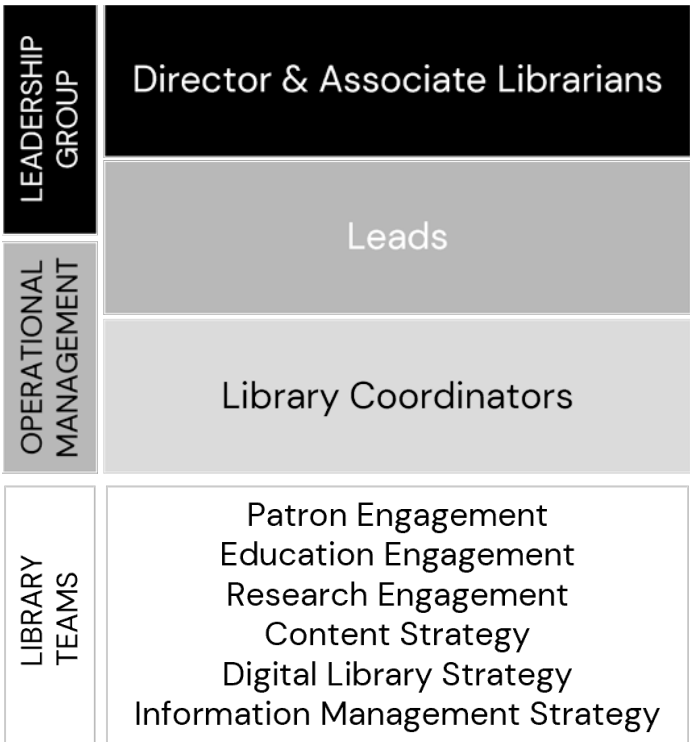 LEADERSHIP
GROUP
Director & Associate Librarians
Leads
OPERATIONAL
MANAGEMENT
Library Coordinators
LIBRARY
TEAMS
Patron Engagement
Education Engagement
Research Engagement
Content Strategy
Digital Library Strategy
Information Management Strategy